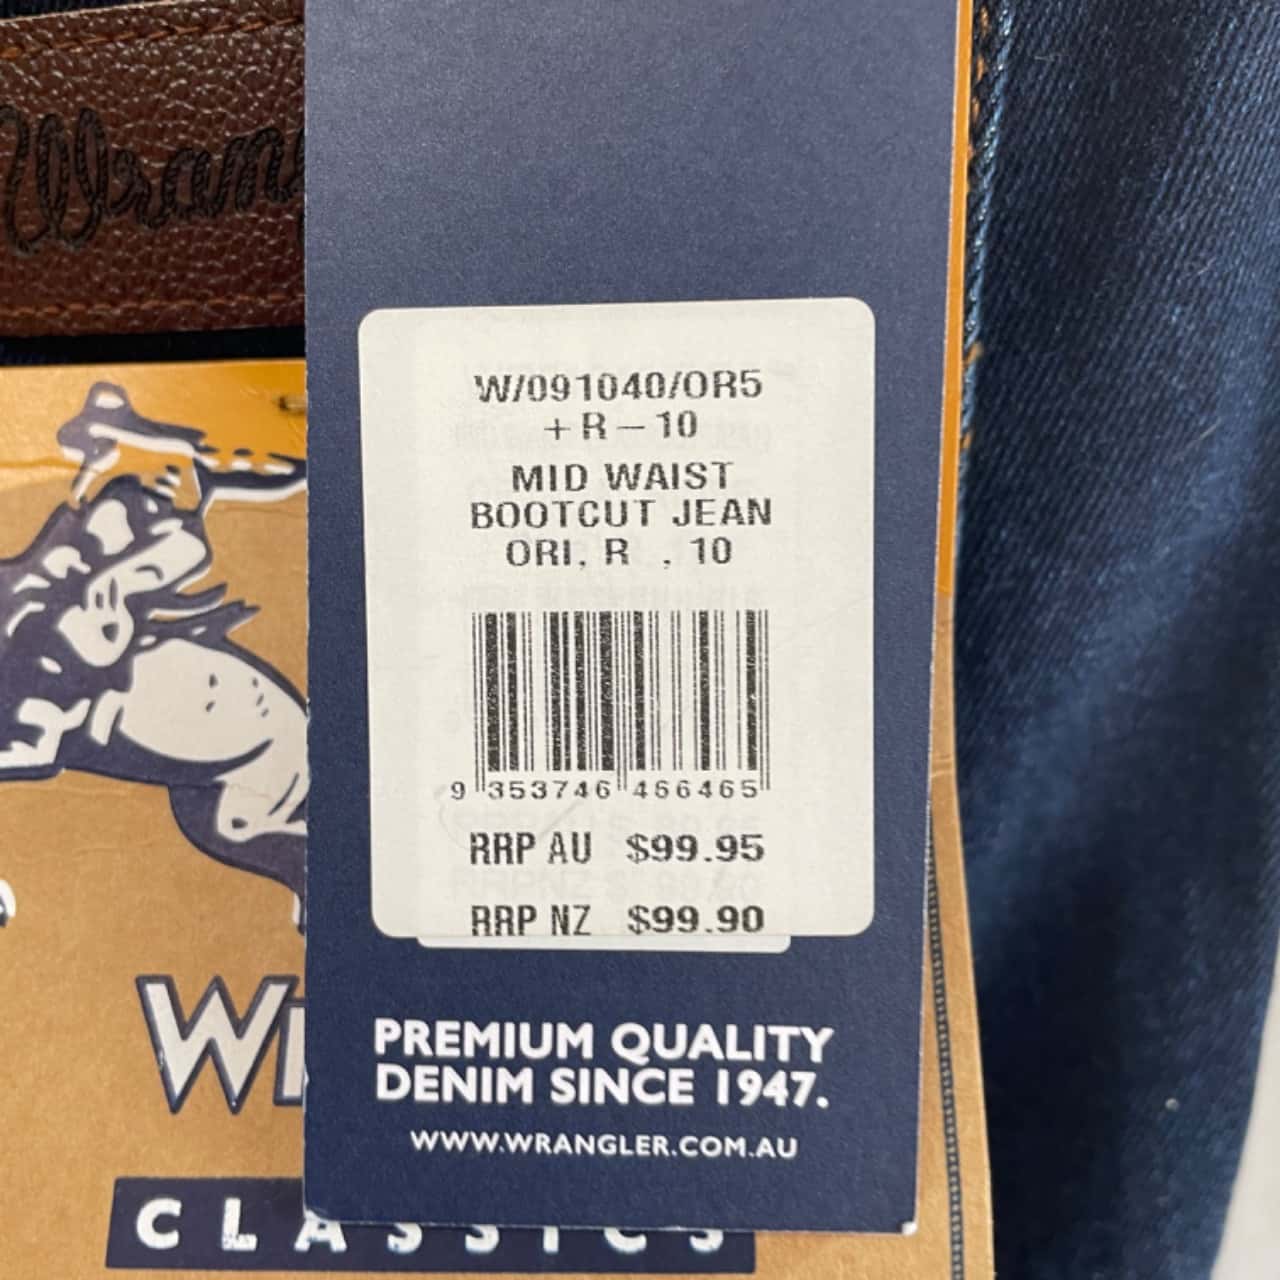 Wrang
W/091040/OR5
+ R – 10
MID WAIST
BOOTCUT JEAN
ORI, R , 10
9 353746 466465
RRP AU $99.95
RRP NZ $99.90
PREMIUM QUALITY
DENIM SINCE 1947.
WWW.WRANGLER.COM.AU
W
CLASSICS